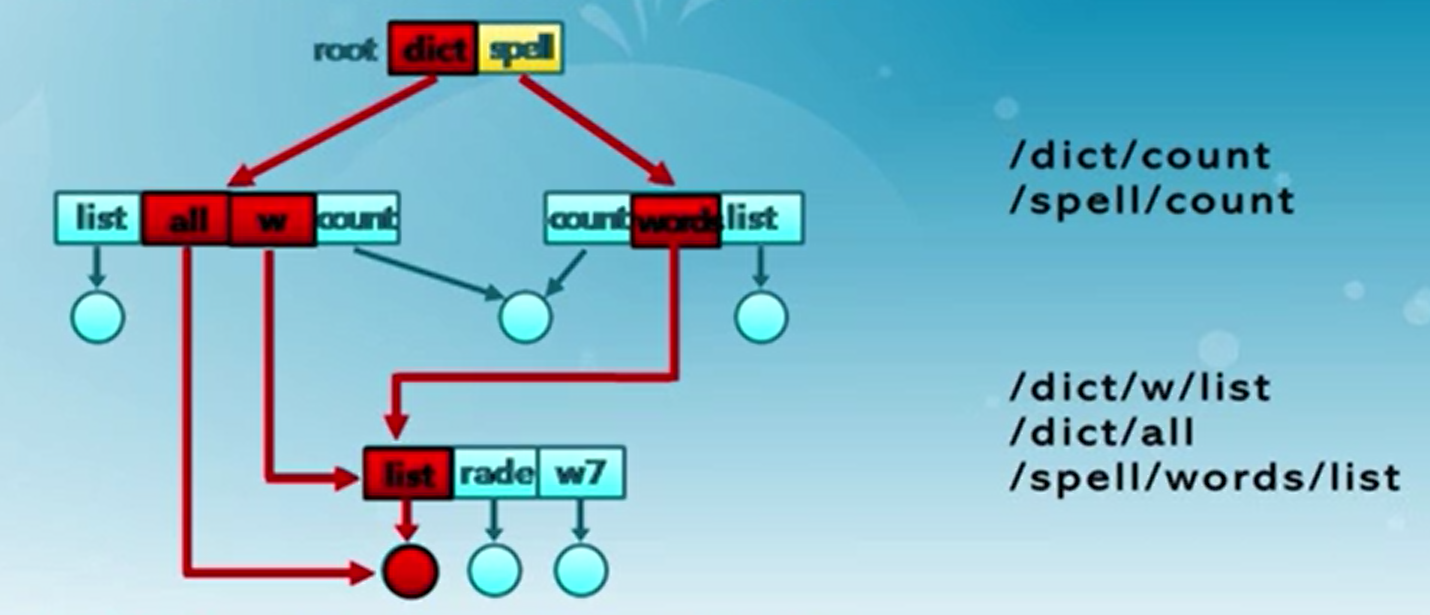 root dict spell
list all w count count words list
/dict/count
/spell/count
/dict/w/list
/dict/all
/spell/words/list
list rade w7